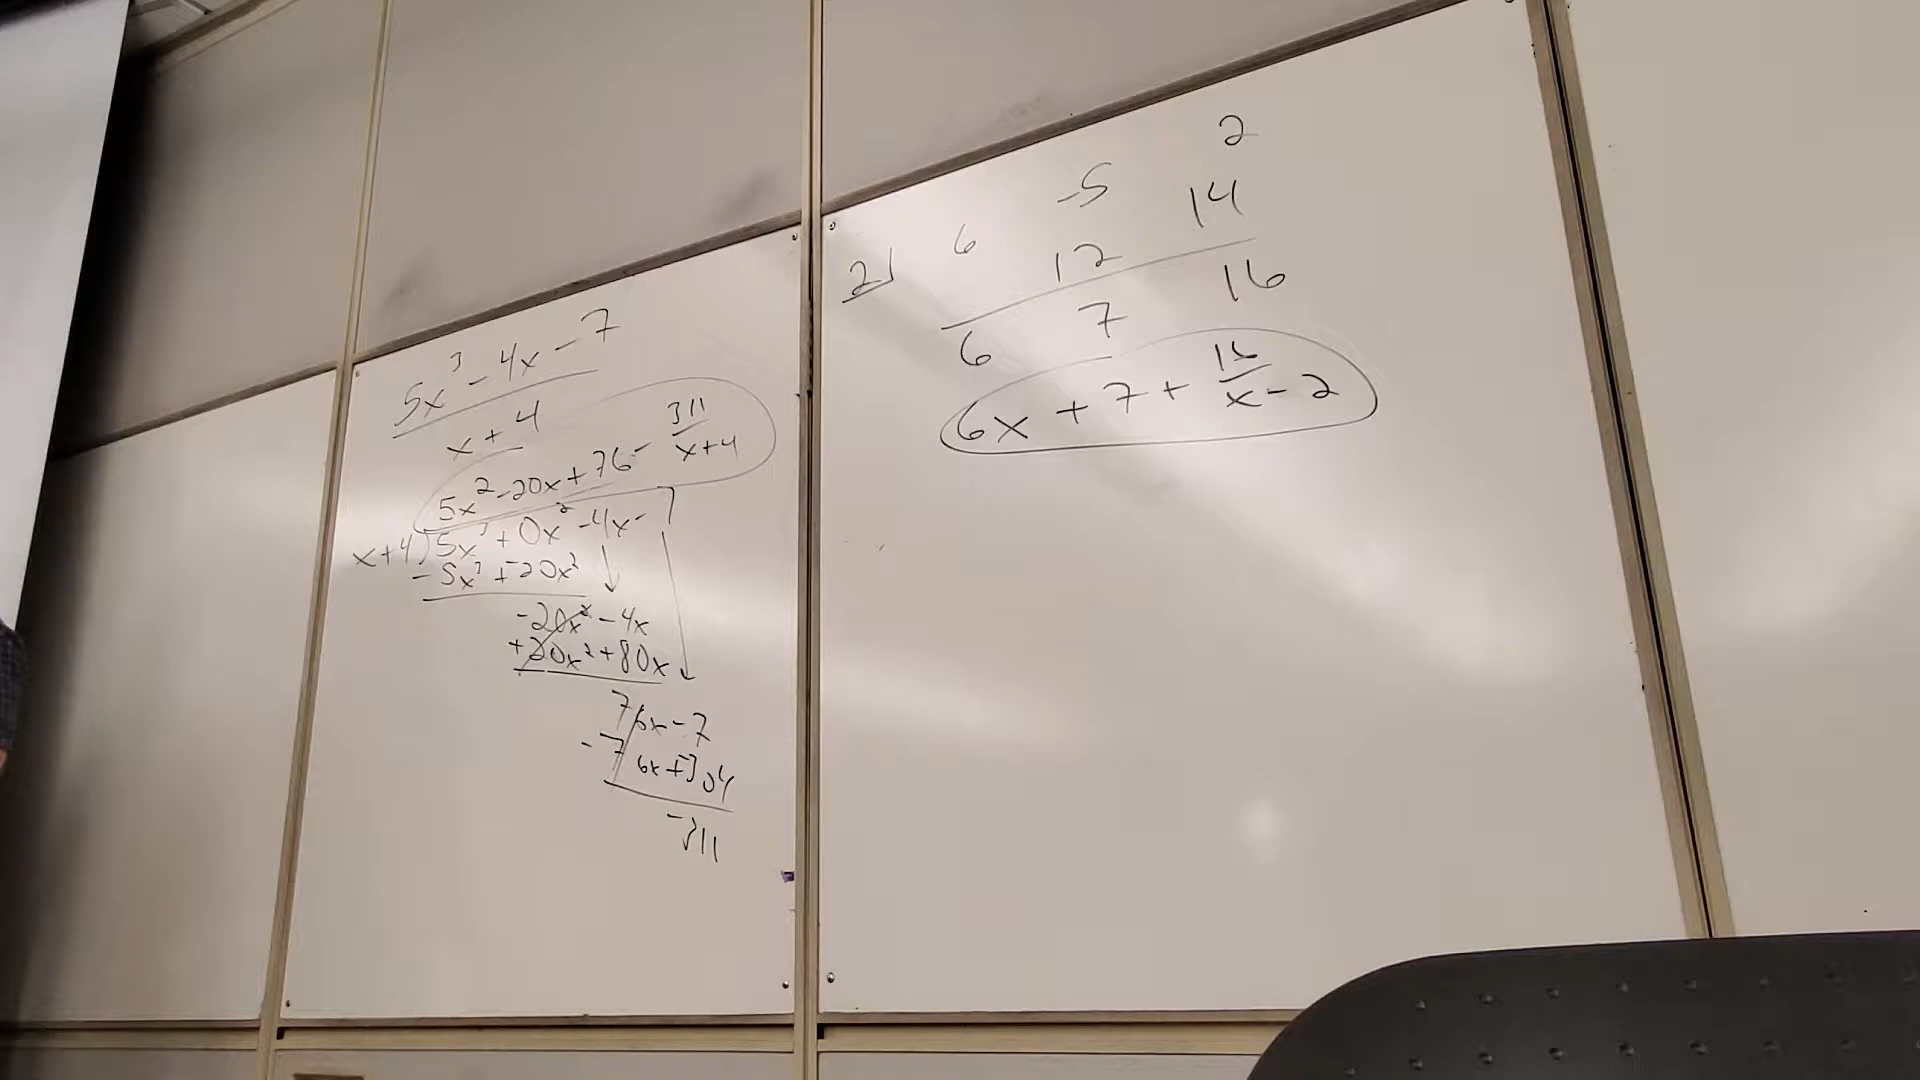 5x³ - 4x - 7
x + 4
5x² - 20x + 76 - 311
x+4
x+4)5x³ + 0x² - 4x - 7
- 5x³ + -20x²
-20x² - 4x
+20x² + 80x
76x - 7
- 76x + -304
-311
2
-5
14
2⌋ 6
12
16
7
6
16
6x + 7 + x - 2